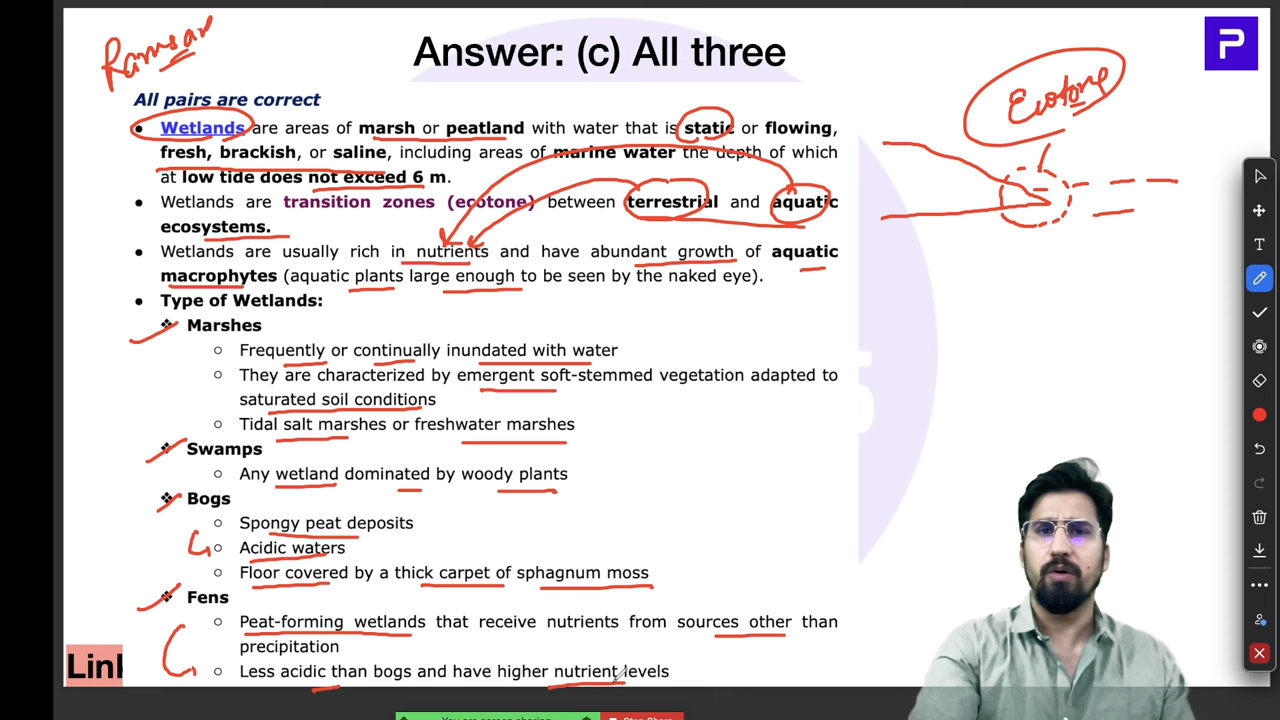 Ramsar
Answer: (c) All three
P
Ecotone
All pairs are correct
● Wetlands are areas of marsh or peatland with water that is static or flowing,
fresh, brackish, or saline, including areas of marine water the depth of which
at low tide does not exceed 6 m.
● Wetlands are transition zones (ecotone) between terrestrial and aquatic
ecosystems.
● Wetlands are usually rich in nutrients and have abundant growth of aquatic
macrophytes (aquatic plants large enough to be seen by the naked eye).
● Type of Wetlands:
❖ Marshes
○ Frequently or continually inundated with water
○ They are characterized by emergent soft-stemmed vegetation adapted to
saturated soil conditions
○ Tidal salt marshes or freshwater marshes
❖ Swamps
○ Any wetland dominated by woody plants
❖ Bogs
○ Spongy peat deposits
○ Acidic waters
○ Floor covered by a thick carpet of sphagnum moss
❖ Fens
○ Peat-forming wetlands that receive nutrients from sources other than
precipitation
○ Less acidic than bogs and have higher nutrient levels
T